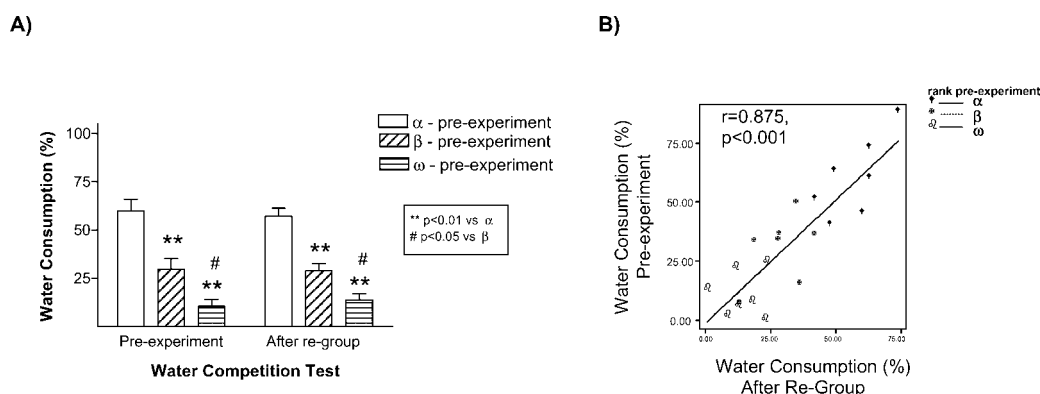 A)
Water Consumption (%)
100
75
50
25
α - pre-experiment
β - pre-experiment
ω - pre-experiment
** p<0.01 vs α
# p<0.05 vs β
**
#
**
**
#
**
Pre-experiment
After re-group
Water Competition Test
B)
rank pre-experiment
α
β
ω
r=0.875,
p<0.001
Water Consumption (%)
Pre-experiment
75.00
50.00
25.00
0.00
0.00
25.00
50.00
75.00
Water Consumption (%)
After Re-Group